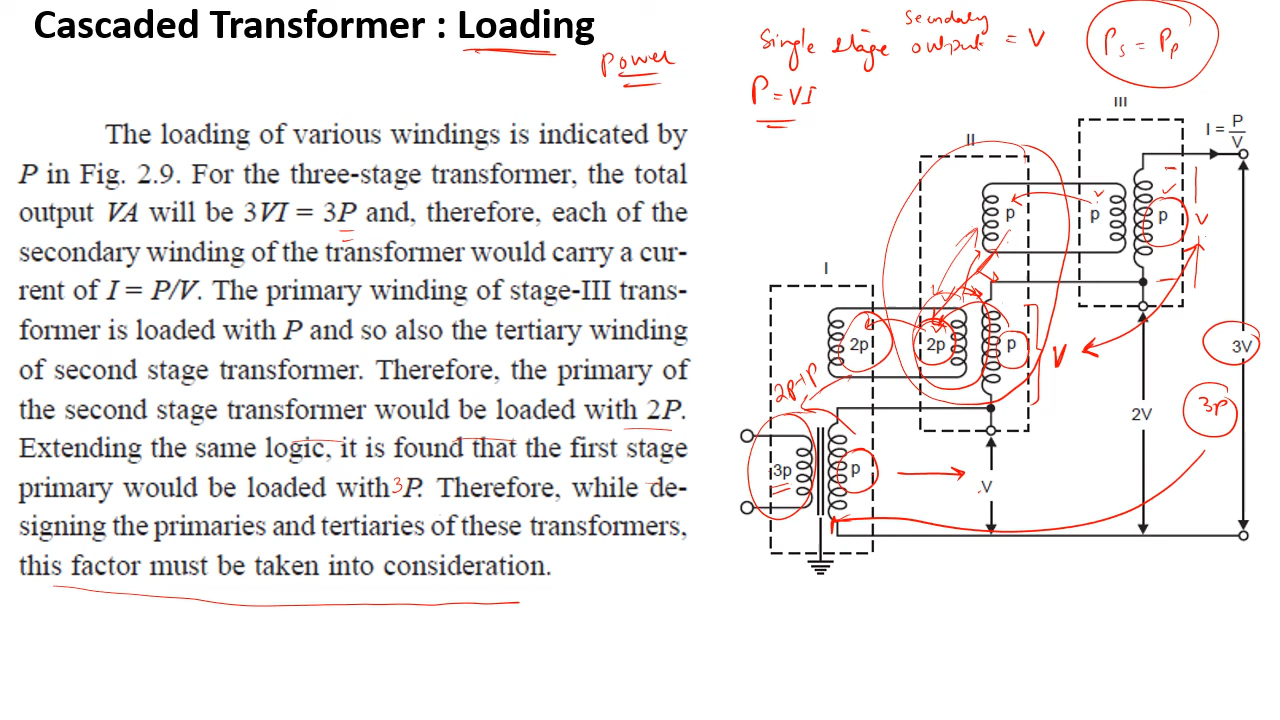 Cascaded Transformer : Loading
Power
Single stage Secondary output = V
Ps = Pp
P = VI
The loading of various windings is indicated by
P in Fig. 2.9. For the three-stage transformer, the total
output VA will be 3VI = 3P and, therefore, each of the
secondary winding of the transformer would carry a cur-
rent of I = P/V. The primary winding of stage-III trans-
former is loaded with P and so also the tertiary winding
of second stage transformer. Therefore, the primary of
the second stage transformer would be loaded with 2P.
Extending the same logic, it is found that the first stage
primary would be loaded with 3P. Therefore, while de-
signing the primaries and tertiaries of these transformers,
this factor must be taken into consideration.
III
I = P/V
II
p
p
p
V
I
2p
2p
p
V
3V
2P+P
2V
3P
3p
p
V